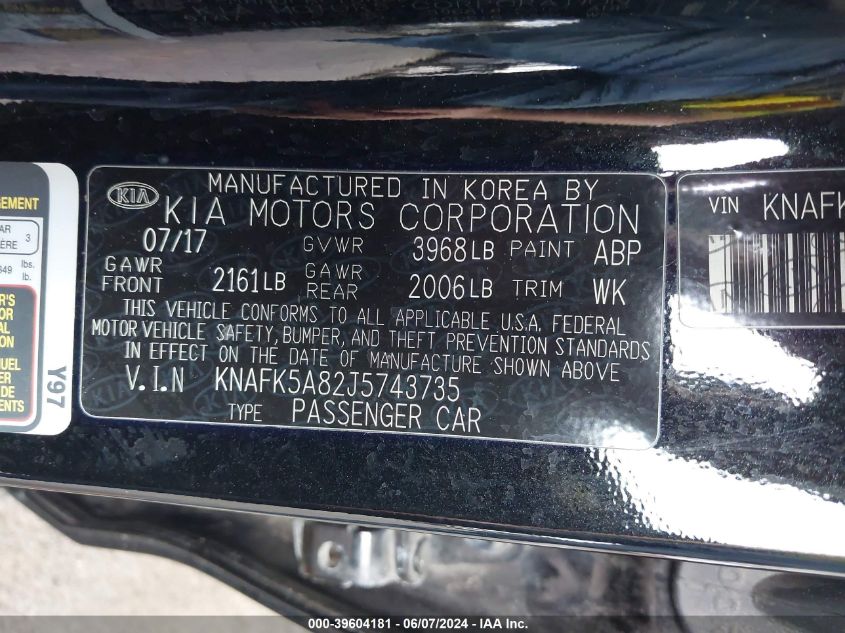 KIA
MANUFACTURED IN KOREA BY
KIA MOTORS CORPORATION
07/17 GVWR 3968LB PAINT ABP
GAWR FRONT 2161LB GAWR REAR 2006LB TRIM WK
THIS VEHICLE CONFORMS TO ALL APPLICABLE U.S.A. FEDERAL
MOTOR VEHICLE SAFETY, BUMPER, AND THEFT PREVENTION STANDARDS
IN EFFECT ON THE DATE OF MANUFACTURE SHOWN ABOVE
V.I.N KNAFK5A82J5743735
TYPE PASSENGER CAR
VIN KNAFK
3
lbs.
lb.
Y97
000-39604181 - 06/07/2024 - IAA Inc.